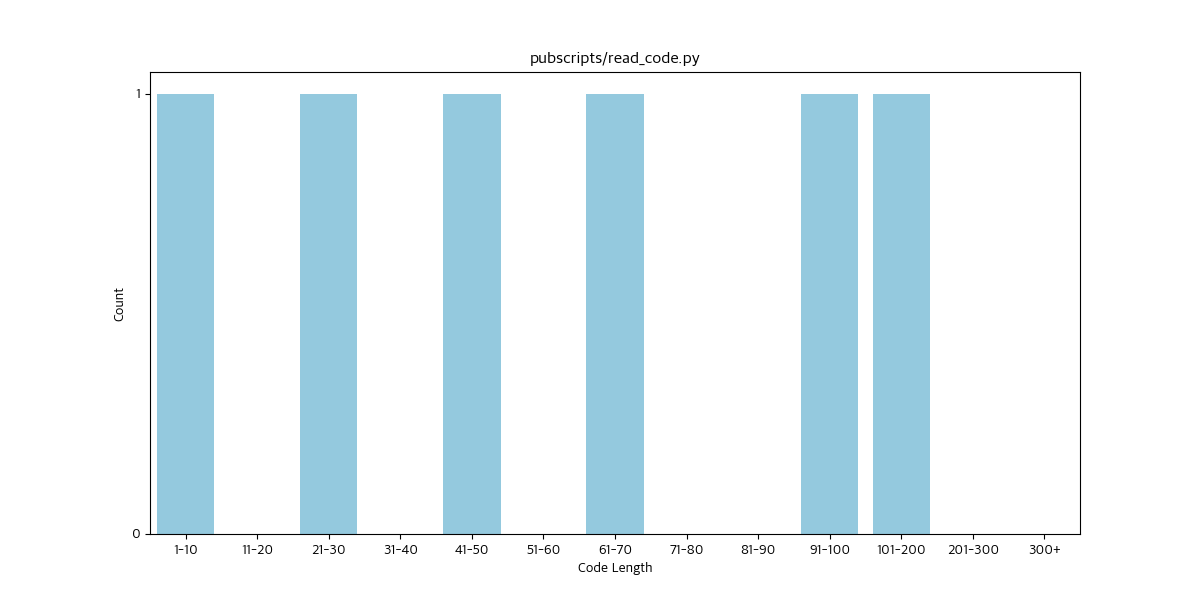 pubscripts/read_code.py
1
0
Count
1-10 11-20 21-30 31-40 41-50 51-60 61-70 71-80 81-90 91-100 101-200 201-300 300+
Code Length